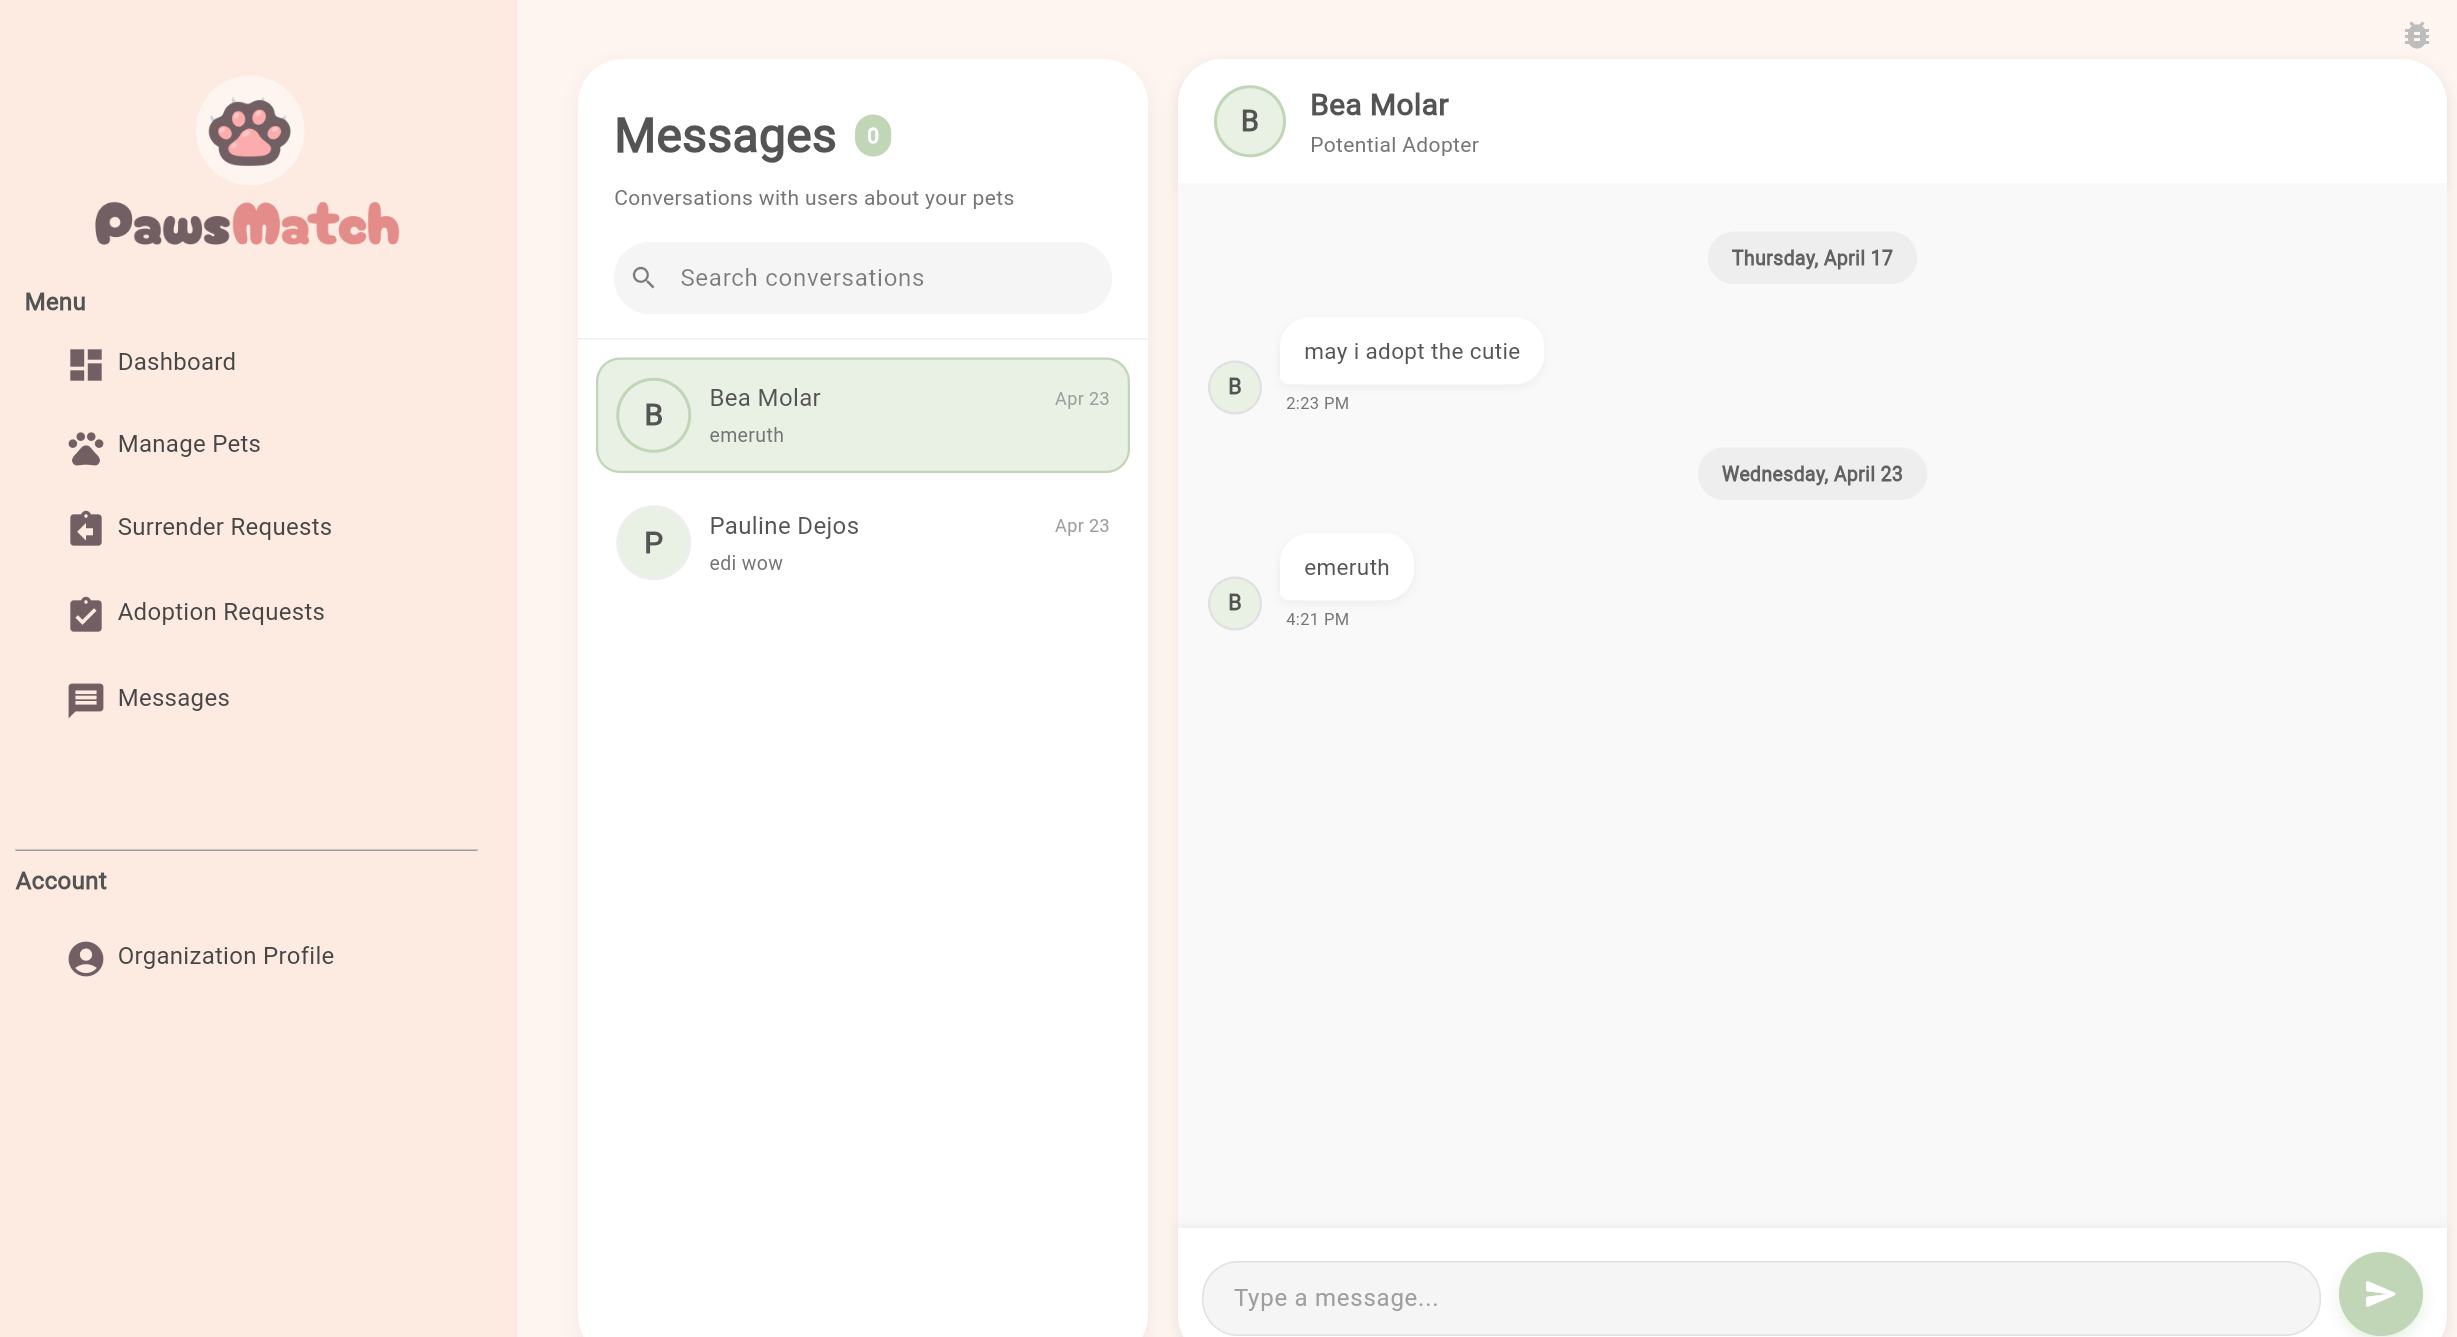 PawsMatch
Menu
Dashboard
Manage Pets
Surrender Requests
Adoption Requests
Messages
Account
Organization Profile
Messages 0
Conversations with users about your pets
Search conversations
B
Bea Molar
Apr 23
emeruth
P
Pauline Dejos
Apr 23
edi wow
B
Bea Molar
Potential Adopter
Thursday, April 17
may i adopt the cutie
B
2:23 PM
Wednesday, April 23
emeruth
B
4:21 PM
Type a message...